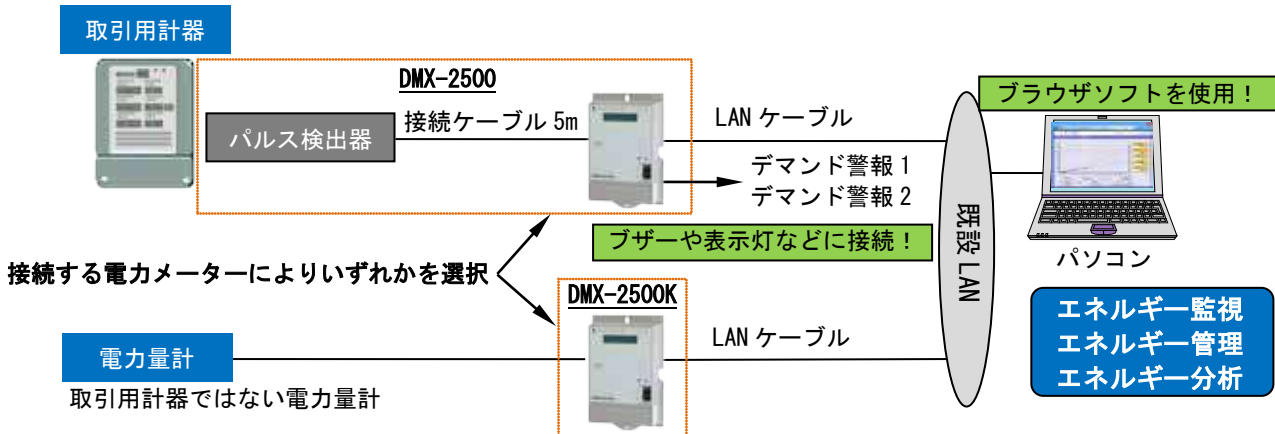 取引用計器
DMX-2500
パルス検出器
接続ケーブル 5m
LAN ケーブル
デマンド警報 1
デマンド警報 2
ブザーや表示灯などに接続！
ブラウザソフトを使用！
パソコン
既設 LAN
接続する電力メーターによりいずれかを選択
DMX-2500K
電力量計
取引用計器ではない電力量計
LAN ケーブル
エネルギー監視
エネルギー管理
エネルギー分析